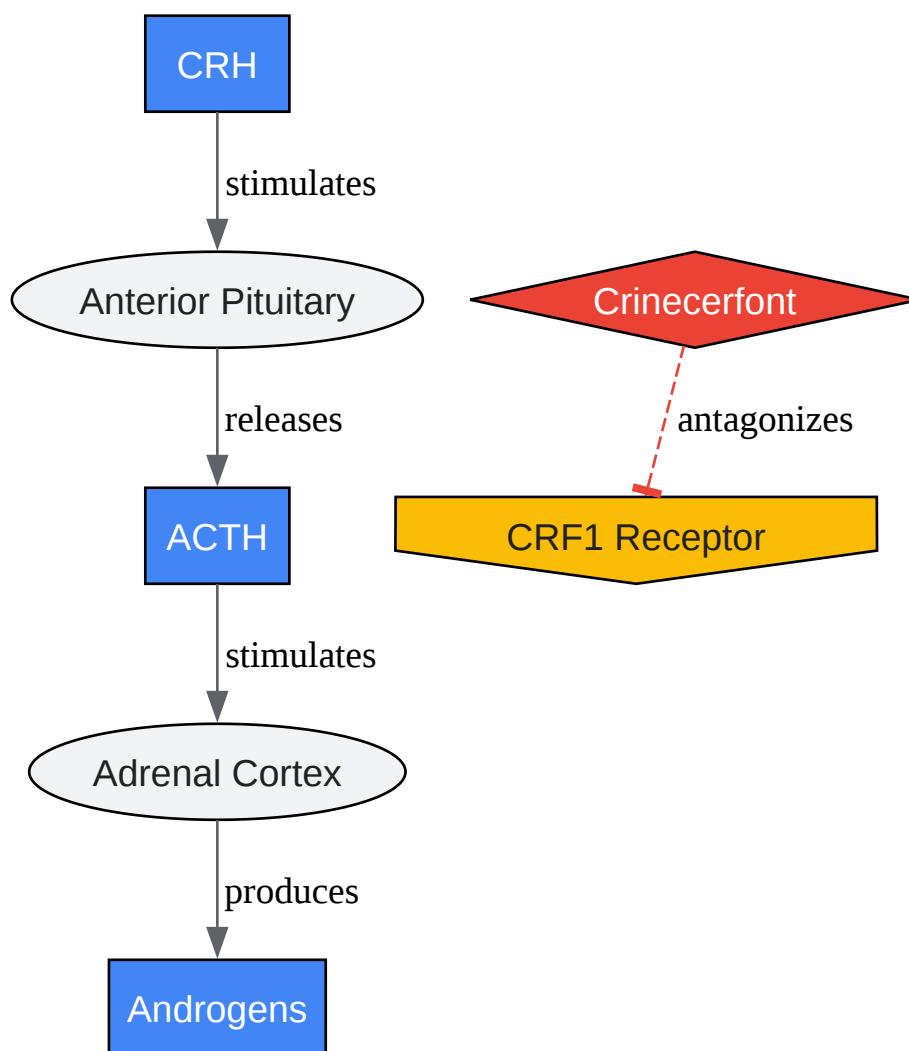 CRH
stimulates
Anterior Pituitary
Crinecerfont
releases
antagonizes
ACTH
CRF1 Receptor
stimulates
Adrenal Cortex
produces
Androgens